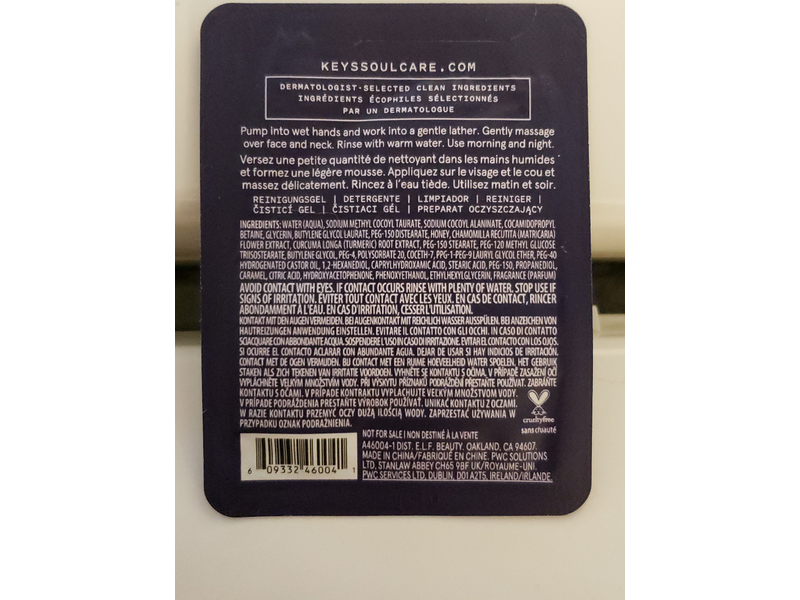 KEYSSOULCARE.COM
DERMATOLOGIST-SELECTED CLEAN INGREDIENTS
INGRÉDIENTS ÉCOPHILES SÉLECTIONNÉS
PAR UN DERMATOLOGUE
Pump into wet hands and work into a gentle lather. Gently massage
over face and neck. Rinse with warm water. Use morning and night.
Versez une petite quantité de nettoyant dans les mains humides
et formez une légère mousse. Appliquez sur le visage et le cou et
massez délicatement. Rincez à l'eau tiède. Utilisez matin et soir.
REINIGUNGSGEL | DETERGENTE | LIMPIADOR | REINIGER |
ČISTICÍ GEL | ČISTIACI GÉL | PREPARAT OCZYSZCZAJĄCY
INGREDIENTS: WATER (AQUA), SODIUM METHYL COCOYL TAURATE, SODIUM COCOYL ALANINATE, COCAMIDOPROPYL
BETAINE, GLYCERIN, BUTYLENE GLYCOL LAURATE, PEG-150 DISTEARATE, HONEY, CHAMOMILLA RECUTITA (MATRICARIA)
FLOWER EXTRACT, CURCUMA LONGA (TURMERIC) ROOT EXTRACT, PEG-150 STEARATE, PEG-120 METHYL GLUCOSE
TRIISOSTEARATE, BUTYLENE GLYCOL, PEG-4, POLYSORBATE 20, COCETH-7, PPG-1-PEG-9 LAURYL GLYCOL ETHER, PEG-40
HYDROGENATED CASTOR OIL, 1,2-HEXANEDIOL, CAPRYLHYDROXAMIC ACID, STEARIC ACID, PEG-150, PROPANEDIOL,
CARAMEL, CITRIC ACID, HYDROXYACETOPHENONE, PHENOXYETHANOL, ETHYLHEXYLGLYCERIN, FRAGRANCE (PARFUM)
AVOID CONTACT WITH EYES. IF CONTACT OCCURS RINSE WITH PLENTY OF WATER. STOP USE IF
SIGNS OF IRRITATION. ÉVITER TOUT CONTACT AVEC LES YEUX. EN CAS DE CONTACT, RINCER
ABONDAMMENT À L'EAU. EN CAS D'IRRITATION, CESSER L'UTILISATION.
KONTAKT MIT DEN AUGEN VERMEIDEN. BEI AUGENKONTAKT MIT REICHLICH WASSER AUSSPÜLEN. BEI ANZEICHEN VON
HAUTREIZUNGEN ANWENDUNG EINSTELLEN. EVITARE IL CONTATTO CON GLI OCCHI. IN CASO DI CONTATTO
SCIACQUARE CON ABBONDANTE ACQUA. SOSPENDERE L'USO IN CASO DI IRRITAZIONE. EVITAR EL CONTACTO CON LOS OJOS.
SI OCURRE EL CONTACTO ACLARAR CON ABUNDANTE AGUA. DEJAR DE USAR SI HAY INDICIOS DE IRRITACIÓN.
CONTACT MET DE OGEN VERMIJDEN. BIJ CONTACT MET EEN RUIME HOEVEELHEID WATER SPOELEN. HET GEBRUIK
STAKEN ALS ZICH TEKENEN VAN IRRITATIE VOORDOEN. VYHNĚTE SE KONTAKTU S OČIMA. V PŘÍPADĚ ZASAŽENÍ OČÍ
VYPLÁCHNĚTE VELKÝM MNOŽSTVÍM VODY. PŘI VÝSKYTU PŘÍZNAKŮ PODRÁŽDĚNÍ PŘESTANTE POUŽÍVAT. ZABRÁŇTE
KONTAKTU S OČAMI. V PRÍPADE KONTRAKTU VYPLACHUJTE VEĽKÝM MNOŽSTVOM VODY.
V PRÍPADE PODRÁŽDENIA PRESTAŇTE VÝROBOK POUŽÍVAŤ. UNIKAĆ KONTAKTU Z OCZAMI.
W RAZIE KONTAKTU PRZEMYĆ OCZY DUŻĄ ILOŚCIĄ WODY. ZAPRZESTAĆ UŻYWANIA W
PRZYPADKU OZNAK PODRAŻNIENIA.
crueltyfree
sans cruauté
NOT FOR SALE | NON DESTINÉ À LA VENTE
A46004-1 DIST. E.L.F. BEAUTY. OAKLAND, CA 94607.
MADE IN CHINA/FABRIQUÉ EN CHINE. PWC SOLUTIONS
LTD, STANLAW ABBEY CH65 9BF UK/ROYAUME-UNI.
PWC SERVICES LTD, DUBLIN, D01A2T5, IRELAND/IRLANDE.
6 09332 46004 1